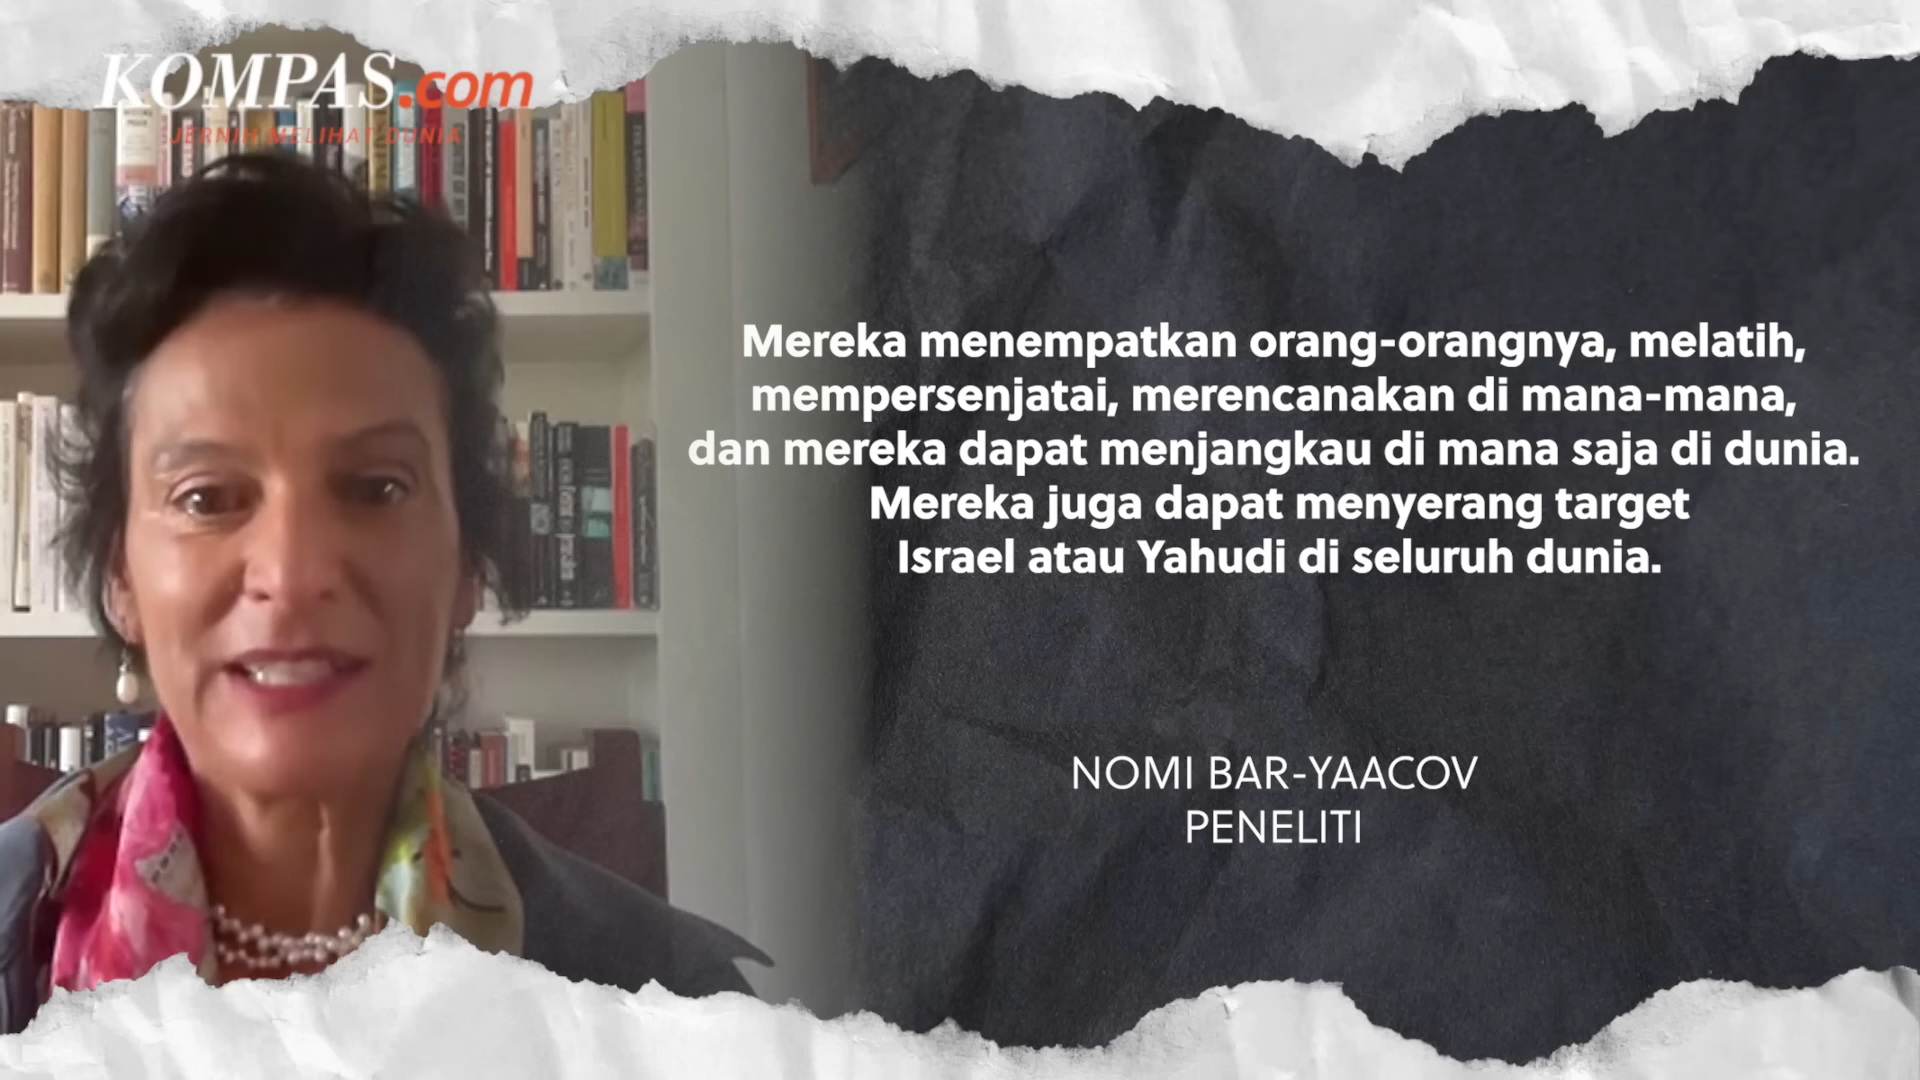 KOMPAS.com
JERNIH MELIHAT DUNIA
Mereka menempatkan orang-orangnya, melatih,
mempersenjatai, merencanakan di mana-mana,
dan mereka dapat menjangkau di mana saja di dunia.
Mereka juga dapat menyerang target
Israel atau Yahudi di seluruh dunia.
NOMI BAR-YAACOV
PENELITI